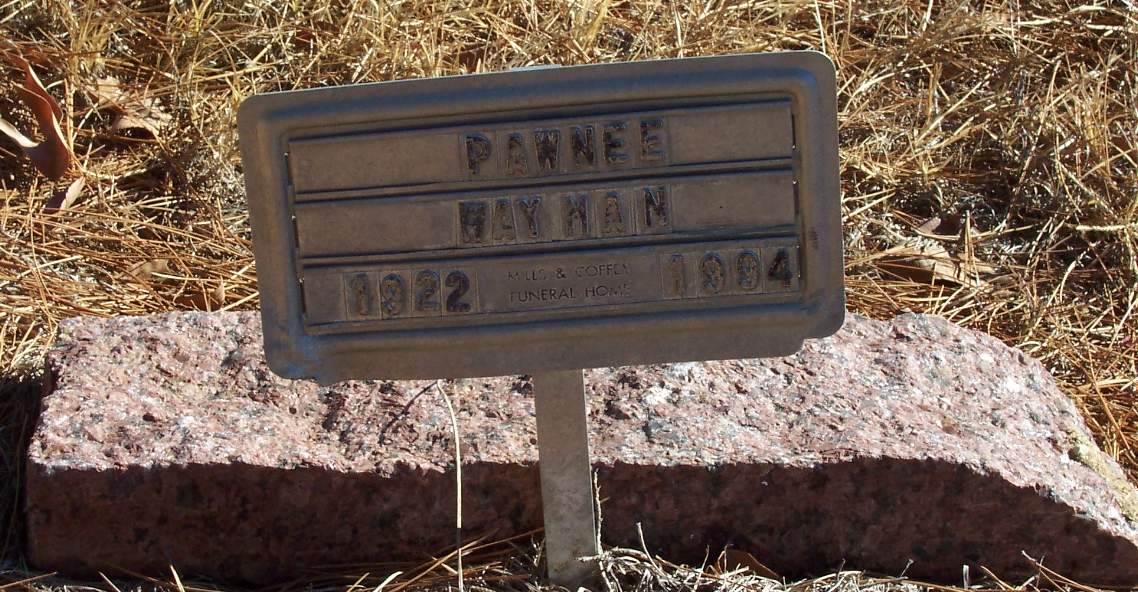 PAWNEE
WAYMAN
1922 MILLS & COFFEY 1994
FUNERAL HOME